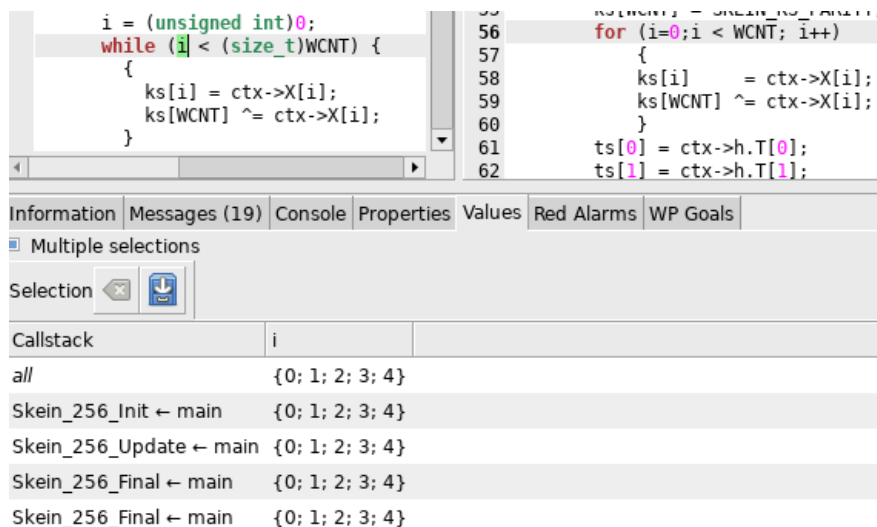 i = (unsigned int)0;
while (i < (size_t)WCNT) {
{
ks[i] = ctx->X[i];
ks[WCNT] ^= ctx->X[i];
}
56 for (i=0;i < WCNT; i++)
57 {
58 ks[i] = ctx->X[i];
59 ks[WCNT] ^= ctx->X[i];
60 }
61 ts[0] = ctx->h.T[0];
62 ts[1] = ctx->h.T[1];
Information Messages (19) Console Properties Values Red Alarms WP Goals
Multiple selections
Selection
Callstack i
all {0; 1; 2; 3; 4}
Skein_256_Init ← main {0; 1; 2; 3; 4}
Skein_256_Update ← main {0; 1; 2; 3; 4}
Skein_256_Final ← main {0; 1; 2; 3; 4}
Skein_256_Final ← main {0; 1; 2; 3; 4}